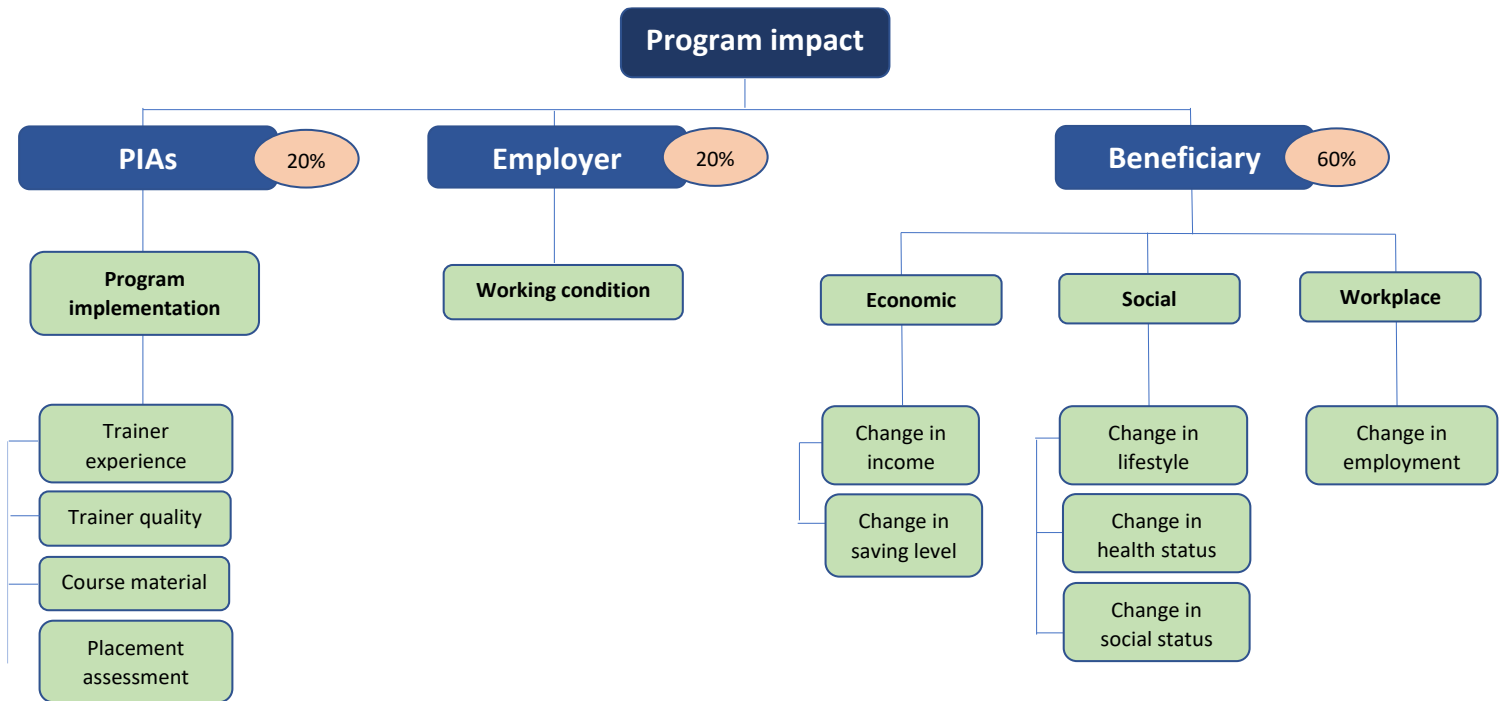 Program impact
PIAs
20%
Employer
20%
Beneficiary
60%
Program
implementation
Working condition
Economic
Social
Workplace
Trainer
experience
Trainer quality
Course material
Placement
assessment
Change in
income
Change in
saving level
Change in
lifestyle
Change in
health status
Change in
social status
Change in
employment